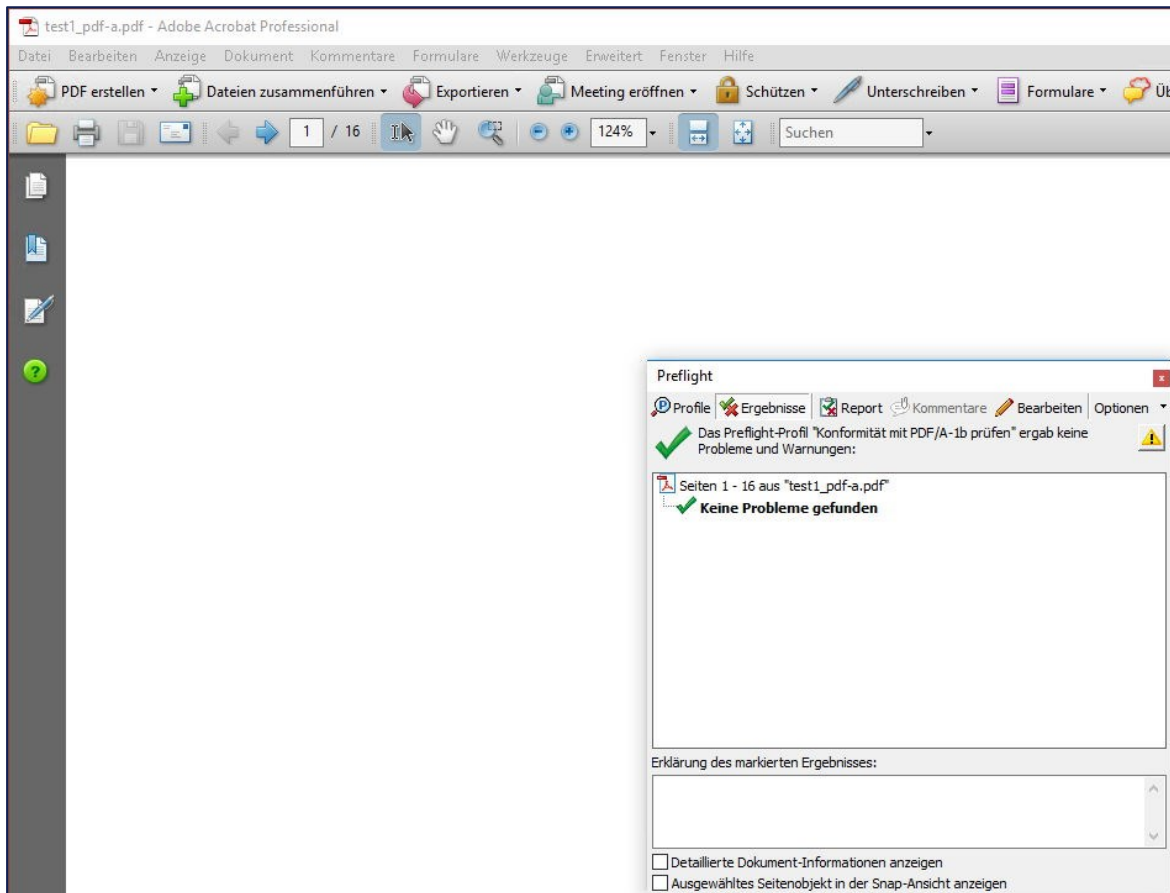 test1_pdf-a.pdf - Adobe Acrobat Professional
Datei Bearbeiten Anzeige Dokument Kommentare Formulare Werkzeuge Erweitert Fenster Hilfe
PDF erstellen Dateien zusammenführen Exportieren Meeting eröffnen Schützen Unterschreiben Formulare
1 / 16 124% Suchen
Preflight
Profile Ergebnisse Report Kommentare Bearbeiten Optionen
Das Preflight-Profil "Konformität mit PDF/A-1b prüfen" ergab keine
Probleme und Warnungen:
Seiten 1 - 16 aus "test1_pdf-a.pdf"
Keine Probleme gefunden
Erklärung des markierten Ergebnisses:
Detaillierte Dokument-Informationen anzeigen
Ausgewähltes Seitenobjekt in der Snap-Ansicht anzeigen